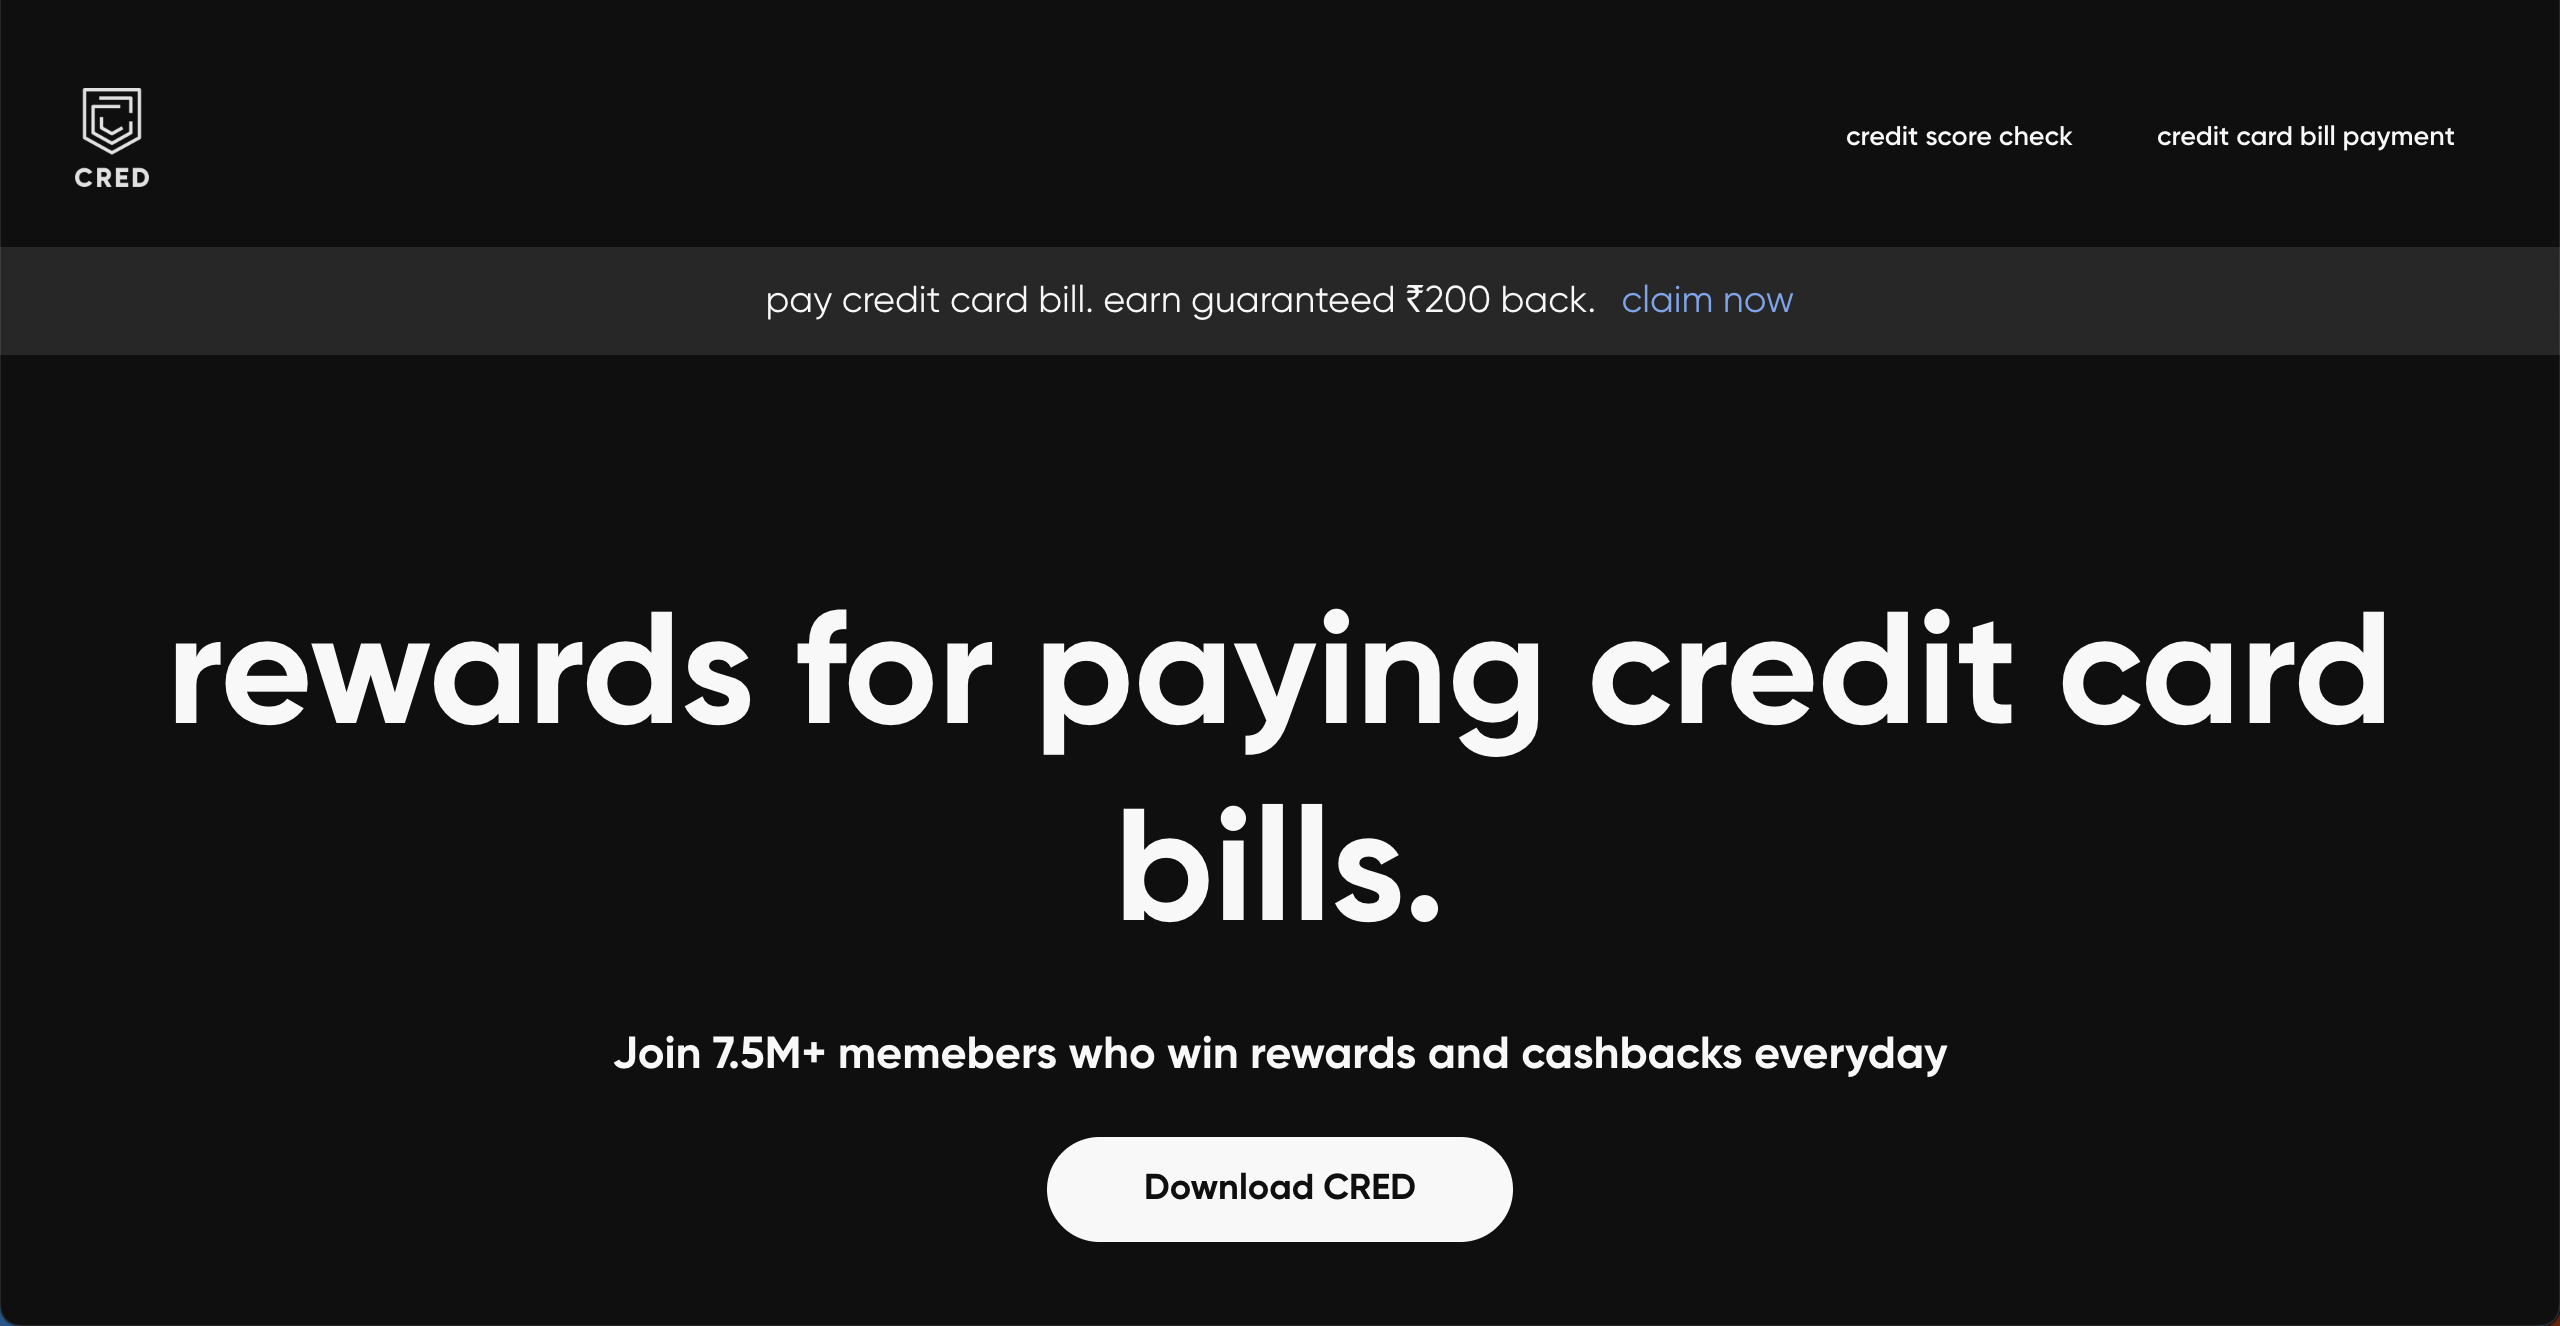 CRED
credit score check
credit card bill payment
pay credit card bill. earn guaranteed ₹200 back. claim now
rewards for paying credit card
bills.
Join 7.5M+ memebers who win rewards and cashbacks everyday
Download CRED